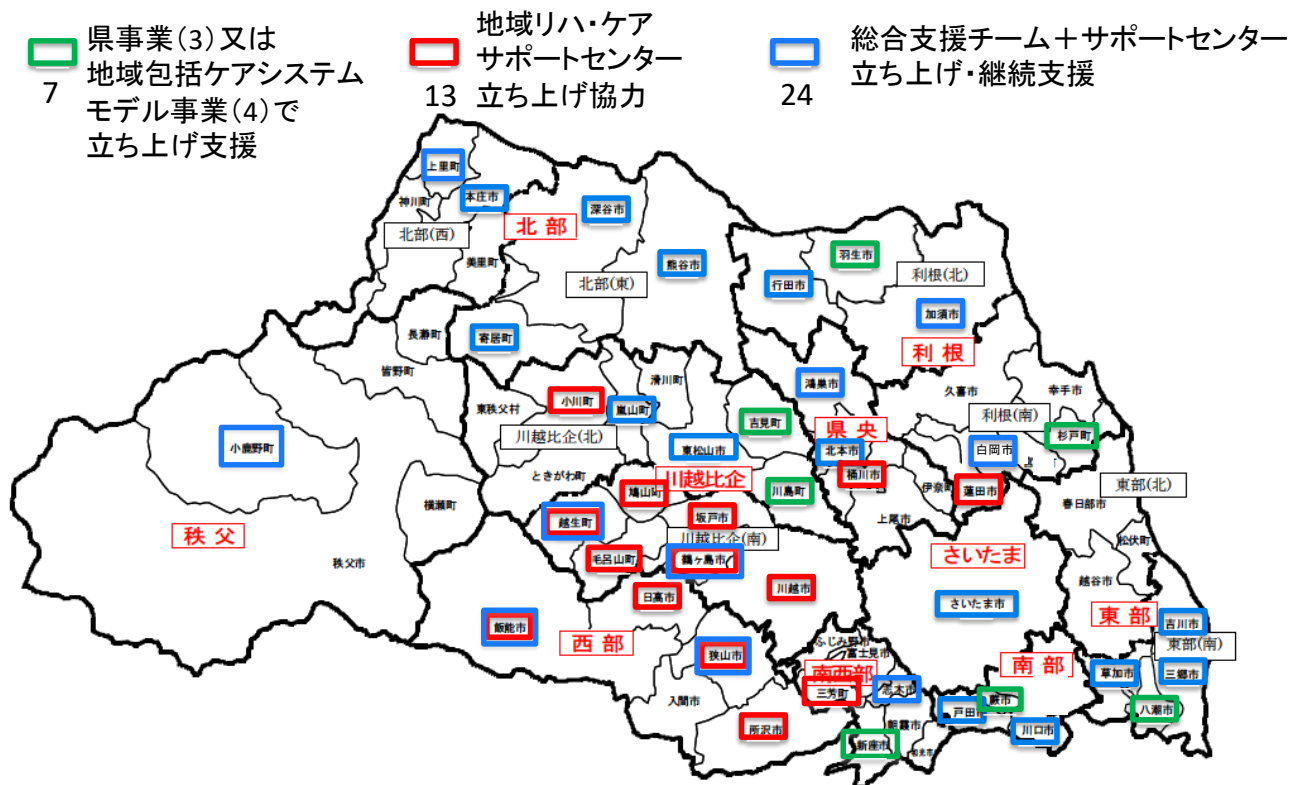 県事業(3)又は
地域包括ケアシステム
モデル事業(4)で
立ち上げ支援
7
地域リハ・ケア
サポートセンター
立ち上げ協力
13
総合支援チーム+サポートセンター
立ち上げ・継続支援
24
上里町
神川町
本庄市
北部(西)
美里町
北部
深谷市
北部(東)
熊谷市
寄居町
行田市
羽生市
利根(北)
加須市
利根
長瀞町
皆野町
小鹿野町
秩父
横瀬町
秩父市
東秩父村
小川町
滑川町
嵐山町
川越比企(北)
吉見町
東松山市
ときがわ町
川越比企
鳩山町
川島町
越生町
坂戸市
川越比企(南)
毛呂山町
鶴ヶ島市
日高市
川越市
鴻巣市
県央
北本市
桶川市
伊奈町
上尾市
久喜市
幸手市
利根(南)
白岡市
杉戸町
蓮田市
東部(北)
春日部市
松伏町
さいたま
さいたま市
越谷市
東部
吉川市
東部(南)
草加市
三郷市
八潮市
飯能市
西部
狭山市
入間市
所沢市
ふじみ野市
富士見市
南西部
三芳町
志木市
朝霞市
新座市
和光市
南部
戸田市
蕨市
川口市